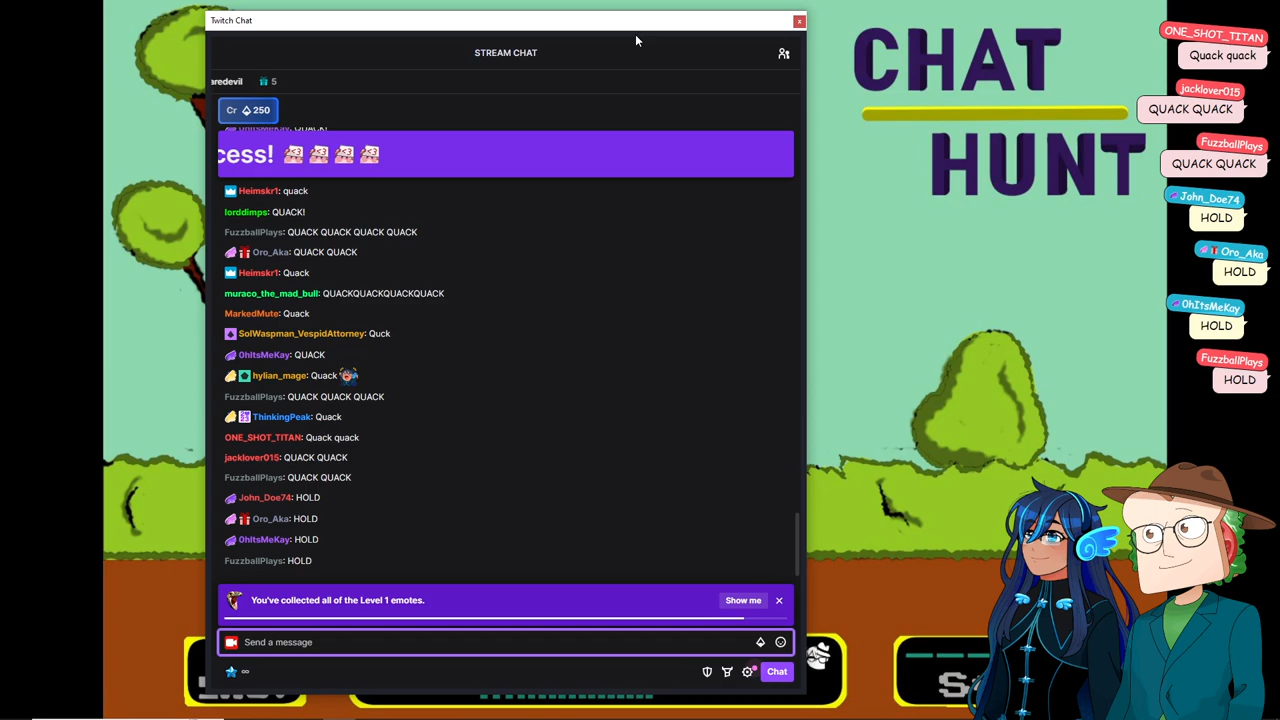 Twitch Chat
STREAM CHAT
aredevil 5
Cr 250
cess!
Heimskr1: quack
lorddimps: QUACK!
FuzzballPlays: QUACK QUACK QUACK QUACK
Oro_Aka: QUACK QUACK
Heimskr1: Quack
muraco_the_mad_bull: QUACKQUACKQUACKQUACK
MarkedMute: Quack
SolWaspman_VespidAttorney: Quck
0hItsMeKay: QUACK
hylian_mage: Quack
FuzzballPlays: QUACK QUACK QUACK
ThinkingPeak: Quack
ONE_SHOT_TITAN: Quack quack
jacklover015: QUACK QUACK
FuzzballPlays: QUACK QUACK
John_Doe74: HOLD
Oro_Aka: HOLD
0hItsMeKay: HOLD
FuzzballPlays: HOLD
You've collected all of the Level 1 emotes.
Show me
Send a message
Chat
CHAT
HUNT
ONE_SHOT_TITAN
Quack quack
jacklover015
QUACK QUACK
FuzzballPlays
QUACK QUACK
John_Doe74
HOLD
Oro_Aka
HOLD
0hItsMeKay
HOLD
FuzzballPlays
HOLD